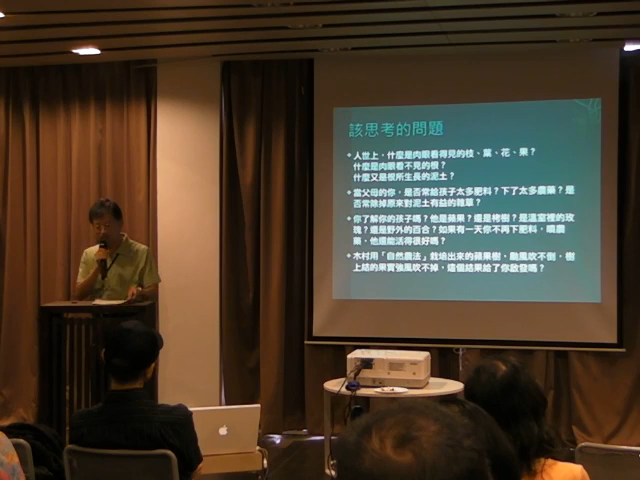 該思考的問題
• 人世上，什麼是肉眼看得見的枝、葉、花、果？
什麼是肉眼看不見的根？
什麼又是根所生長的泥土？
• 當父母的你，是否常給孩子太多肥料？下了太多農藥？是
否常除掉原來對泥土有益的雜草？
• 你了解你的孩子嗎？他是蘋果？還是栲樹？是溫室裡的玫
瑰？還是野外的百合？如果有一天你不再下肥料，噴農
藥，他還能活得很好嗎？
• 木村用「自然農法」栽培出來的蘋果樹，颱風吹不倒，樹
上結的果實強風吹不掉，這個結果給了你啟發嗎？